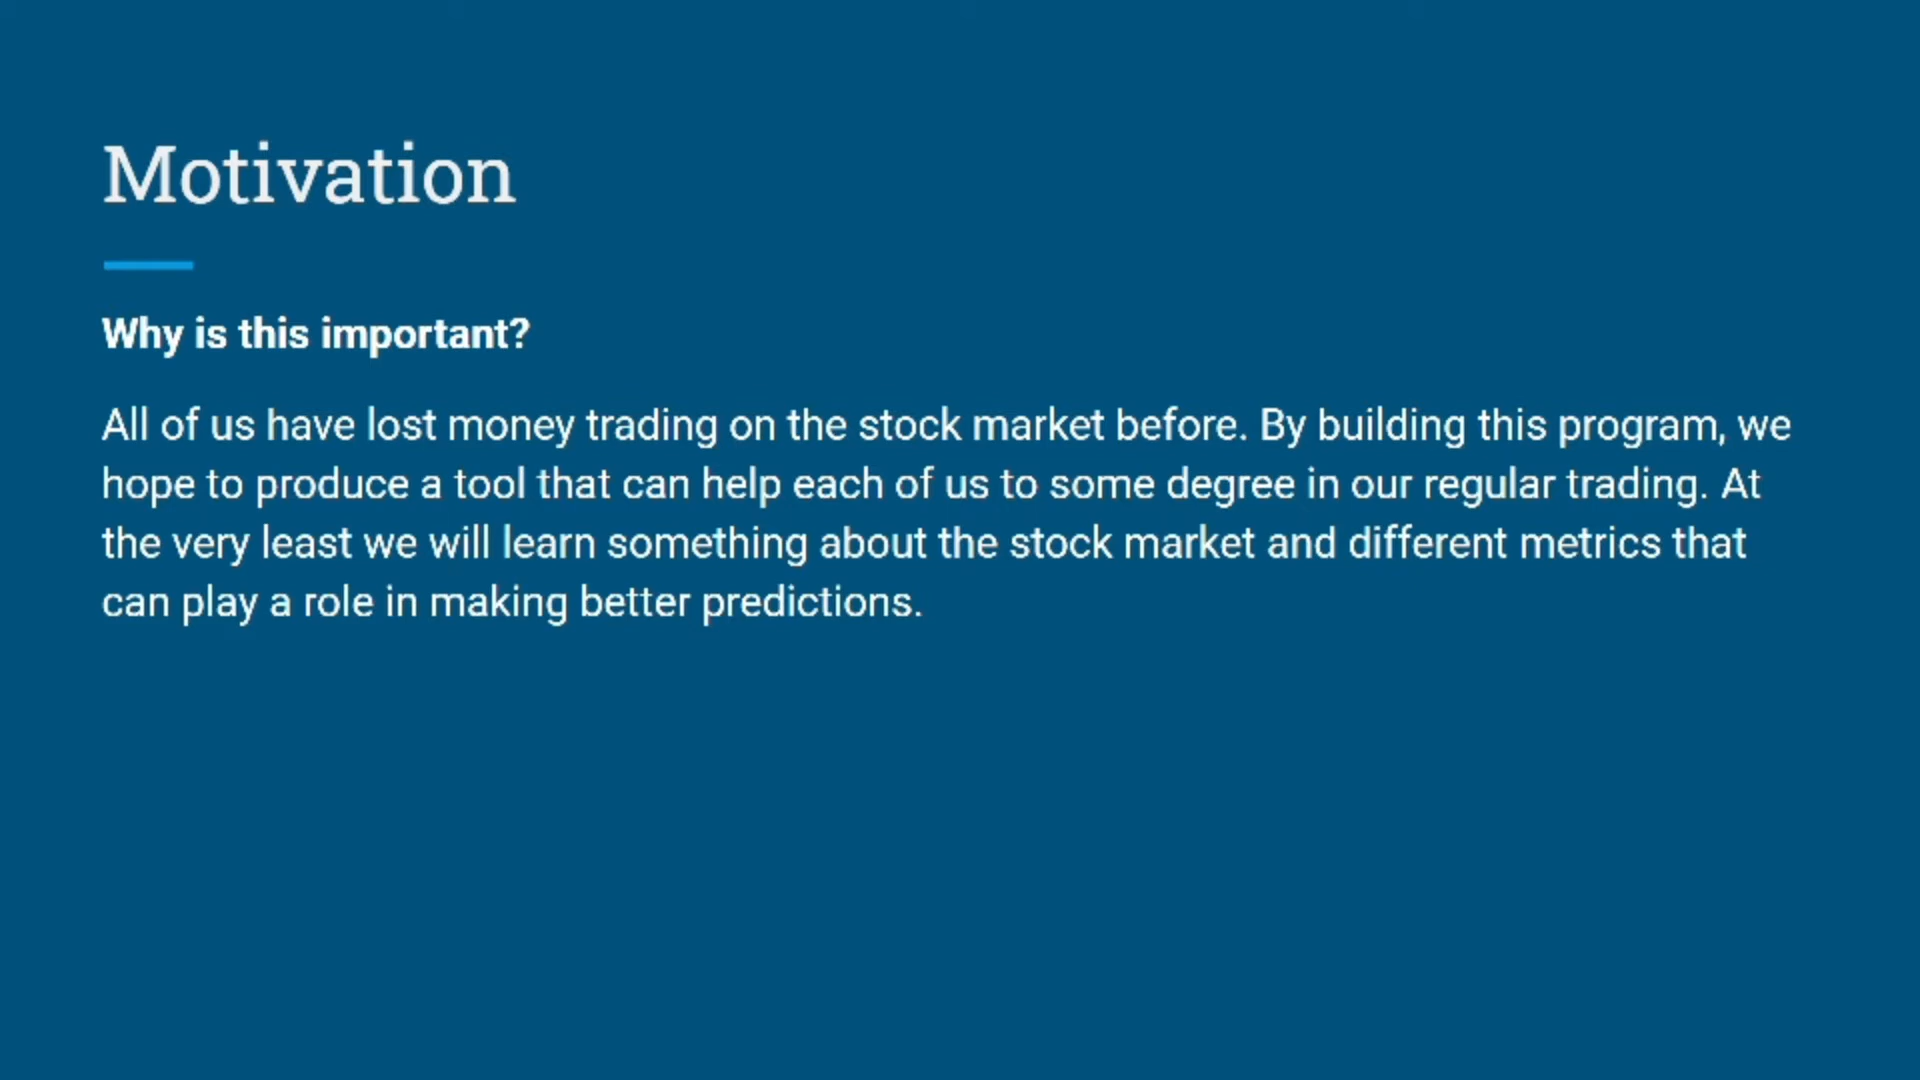 Motivation
Why is this important?
All of us have lost money trading on the stock market before. By building this program, we
hope to produce a tool that can help each of us to some degree in our regular trading. At
the very least we will learn something about the stock market and different metrics that
can play a role in making better predictions.